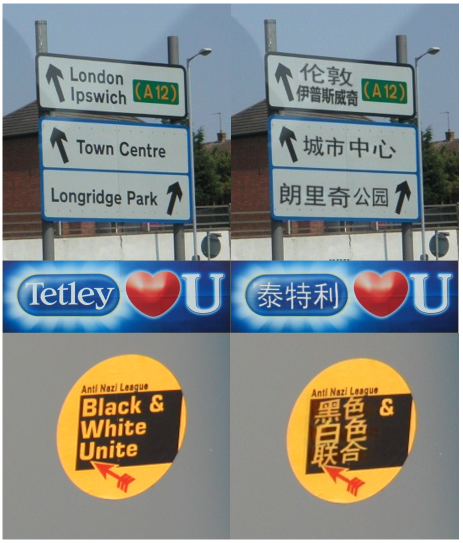 London
Ipswich
(A12)
Town Centre
Longridge Park
伦敦
伊普斯威奇
(A12)
城市中心
朗里奇公园
Tetley U
泰特利 U
Anti Nazi League
Black &
White
Unite
Anti Nazi League
黑色 &
白色
联合